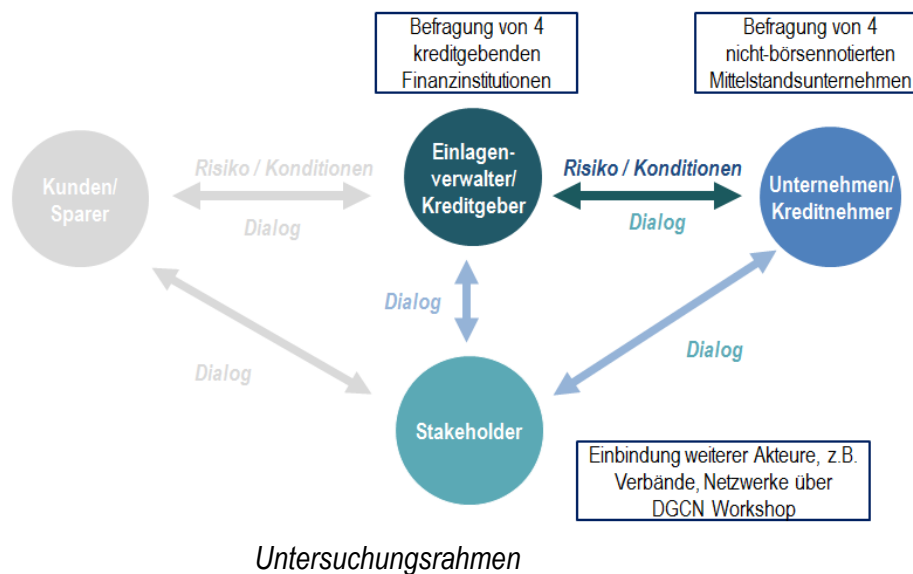 Befragung von 4
kreditgebenden
Finanzinstitutionen
Befragung von 4
nicht-börsennotierten
Mittelstandsunternehmen
Kunden/
Sparer
Risiko / Konditionen
Dialog
Einlagen-
verwalter/
Kreditgeber
Risiko / Konditionen
Dialog
Unternehmen/
Kreditnehmer
Dialog
Dialog
Dialog
Stakeholder
Einbindung weiterer Akteure, z.B.
Verbände, Netzwerke über
DGCN Workshop
Untersuchungsrahmen